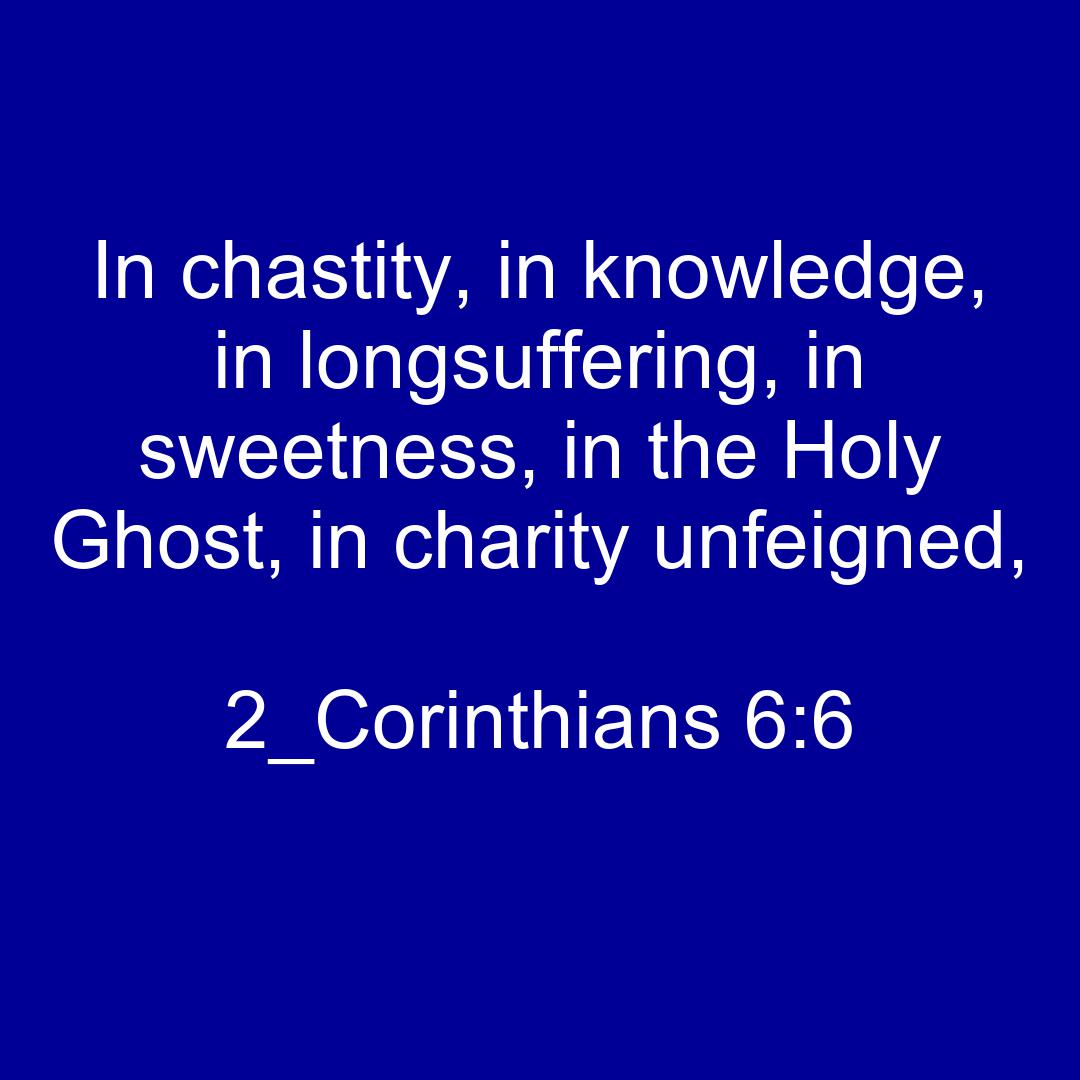 In chastity, in knowledge,
in longsuffering, in
sweetness, in the Holy
Ghost, in charity unfeigned,
2_Corinthians 6:6